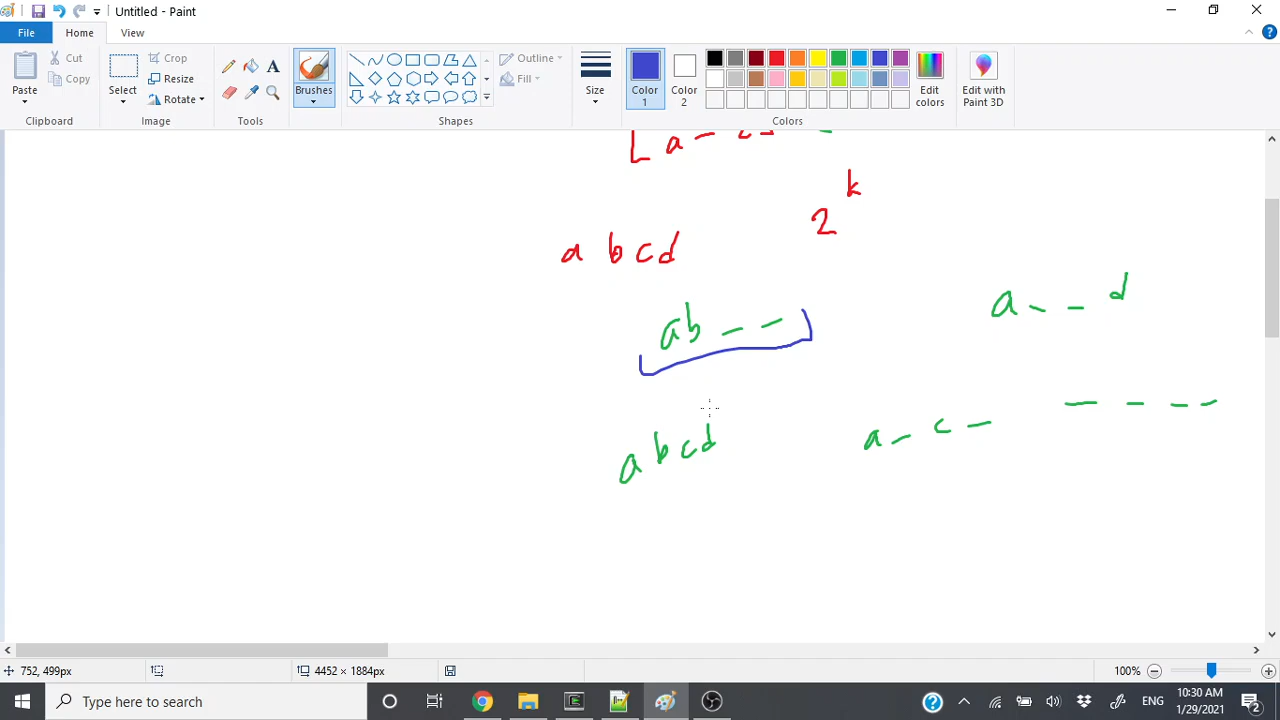 Untitled - Paint
File Home View
Cut Crop Outline Edit colors Edit with Paint 3D
Copy Resize Fill
Paste Select Rotate Brushes Size Color 1 Color 2
Clipboard Image Tools Shapes Colors
[ a –
2^k
a b c d
ab – –
a – – d
– – – –
a – c –
a b c d
752, 499px 4452 × 1884px 100%
Type here to search ENG 10:30 AM
1/29/2021 2